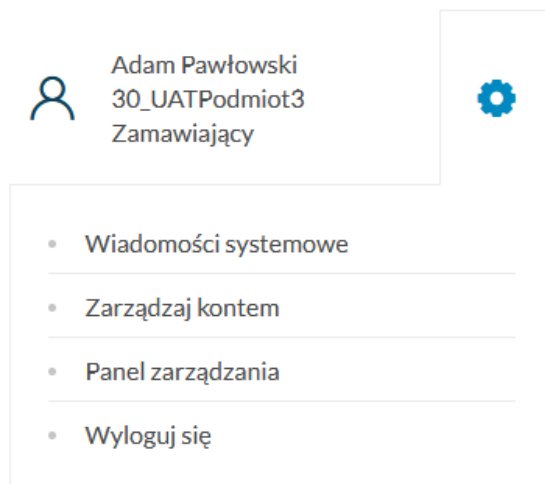 Adam Pawłowski
30_UATPodmiot3
Zamawiający
Wiadomości systemowe
Zarządzaj kontem
Panel zarządzania
Wyloguj się